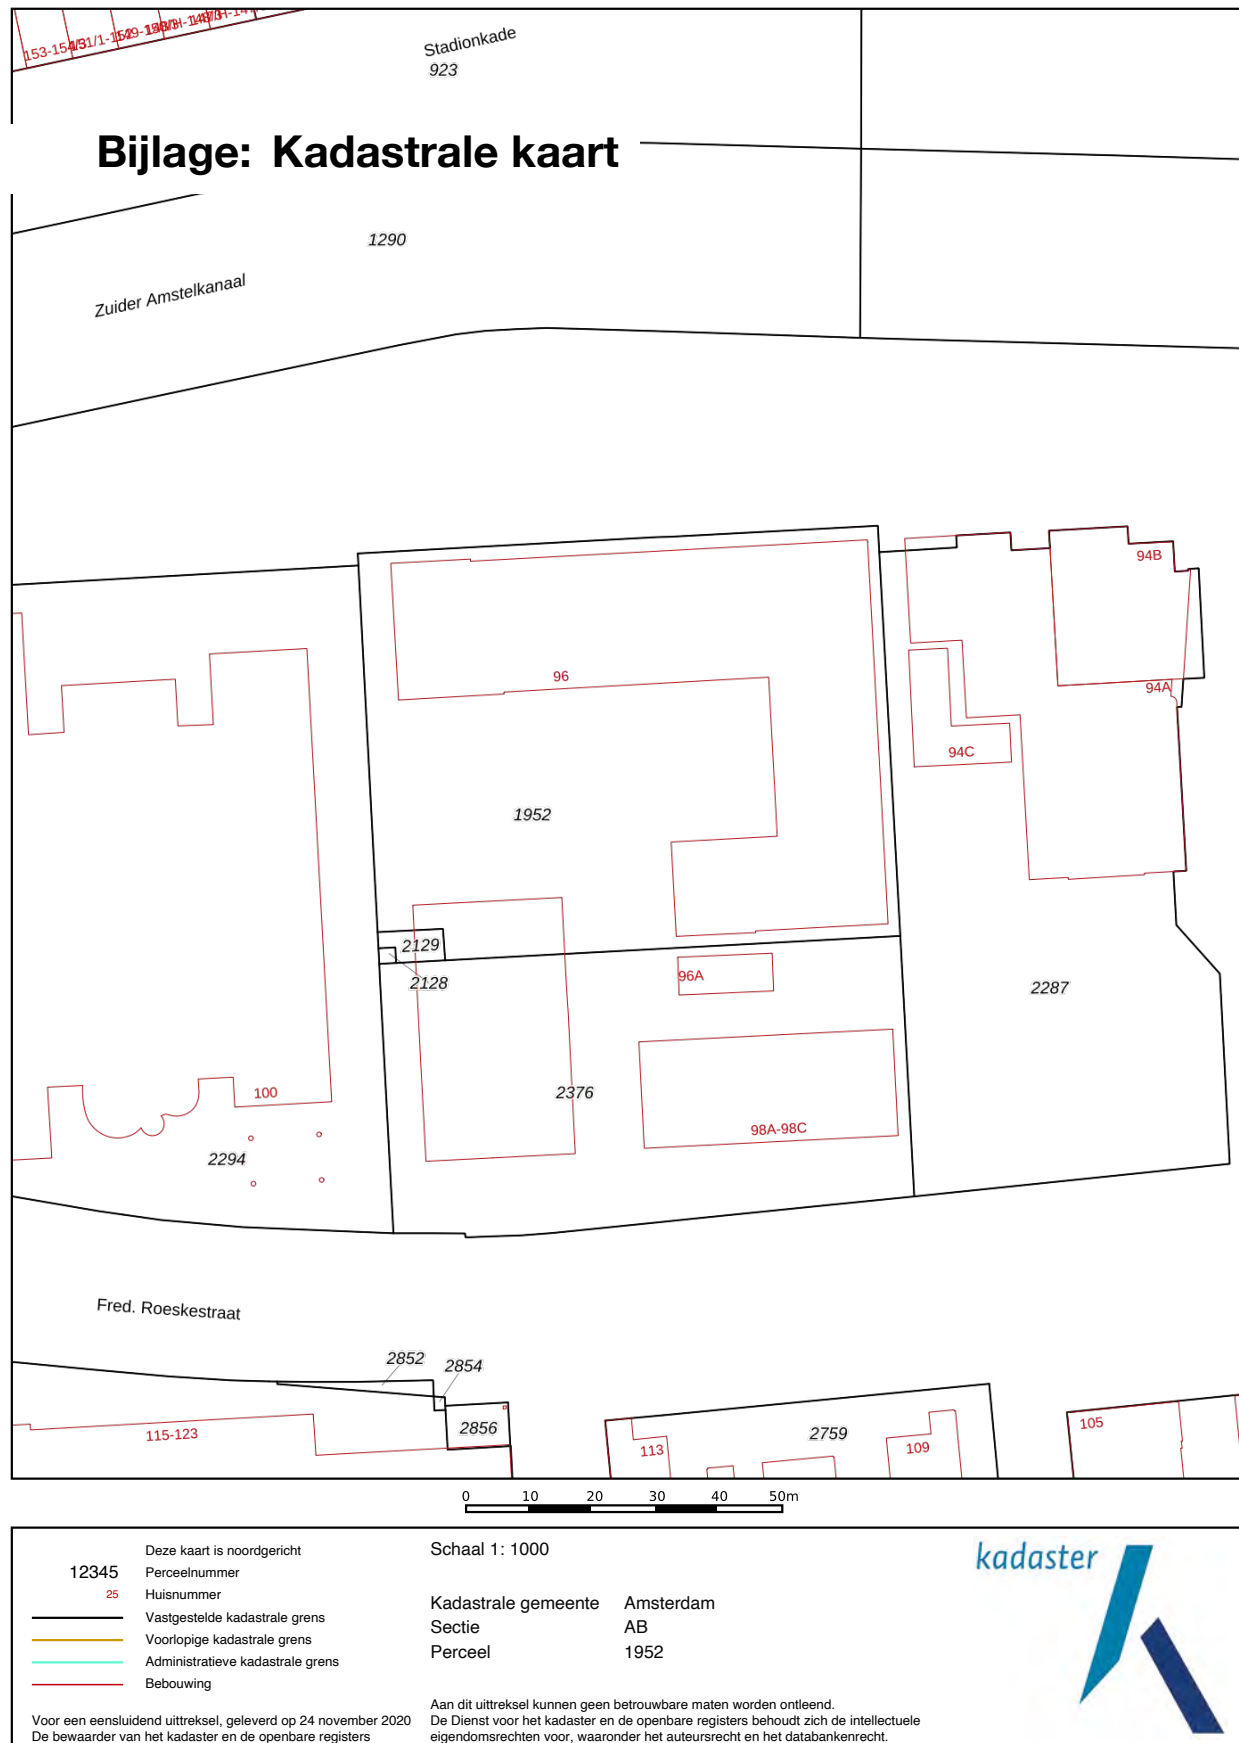 Stadionkade
923
Bijlage: Kadastrale kaart
1290
Zuider Amstelkanaal
94B
96
94A
94C
1952
2129
2128
96A
2287
100
2376
98A-98C
2294
Fred. Roeskestraat
2852
2854
2856
115-123
113
2759
109
105
0 10 20 30 40 50m
Deze kaart is noordgericht
12345 Perceelnummer
25 Huisnummer
Vastgestelde kadastrale grens
Voorlopige kadastrale grens
Administratieve kadastrale grens
Bebouwing
Voor een eensluidend uittreksel, geleverd op 24 november 2020
De bewaarder van het kadaster en de openbare registers
Schaal 1: 1000
Kadastrale gemeente Amsterdam
Sectie AB
Perceel 1952
Aan dit uittreksel kunnen geen betrouwbare maten worden ontleend.
De Dienst voor het kadaster en de openbare registers behoudt zich de intellectuele
eigendomsrechten voor, waaronder het auteursrecht en het databankenrecht.
kadaster